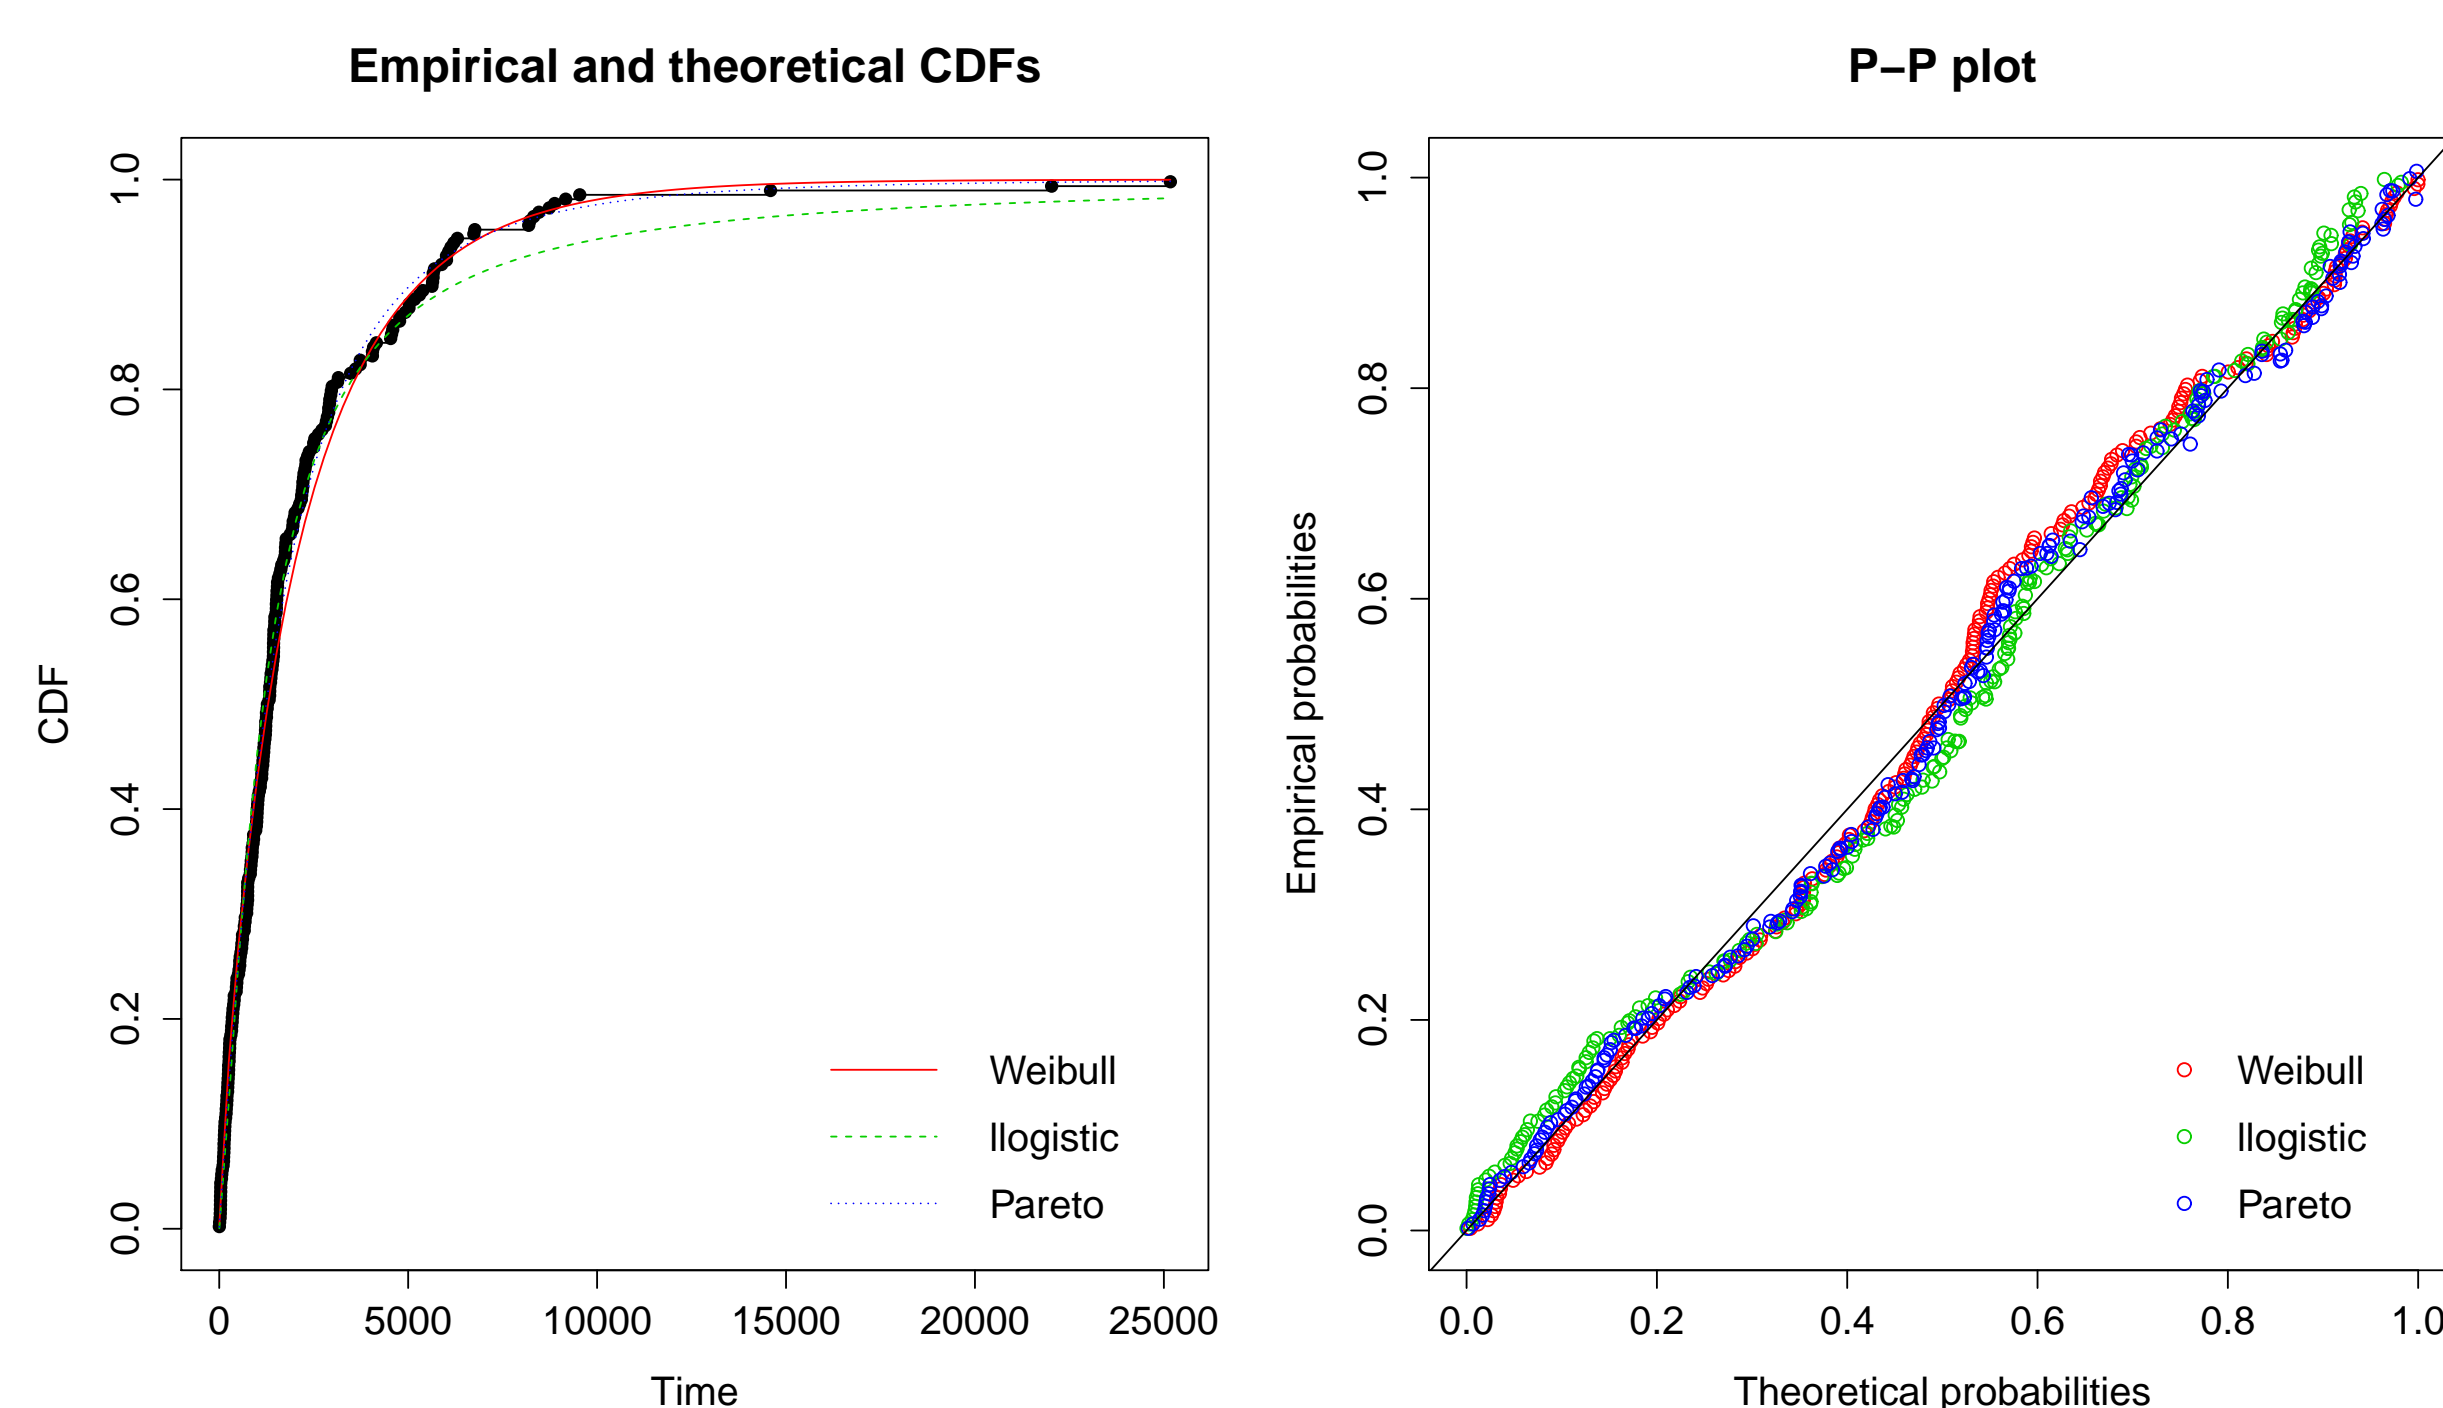 Empirical and theoretical CDFs
CDF
1.0
0.8
0.6
0.4
0.2
0.0
Weibull
llogistic
Pareto
0 5000 10000 15000 20000 25000
Time
P–P plot
Empirical probabilities
1.0
0.8
0.6
0.4
0.2
0.0
Weibull
llogistic
Pareto
0.0 0.2 0.4 0.6 0.8 1.0
Theoretical probabilities